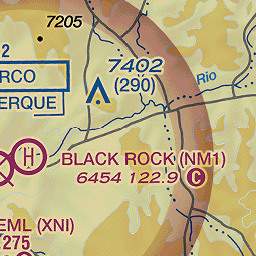 7205
2
RCO
ERQUE
7402
(290)
Rio
H
BLACK ROCK (NM1)
6454 122.9 C
EML (XNI)
275